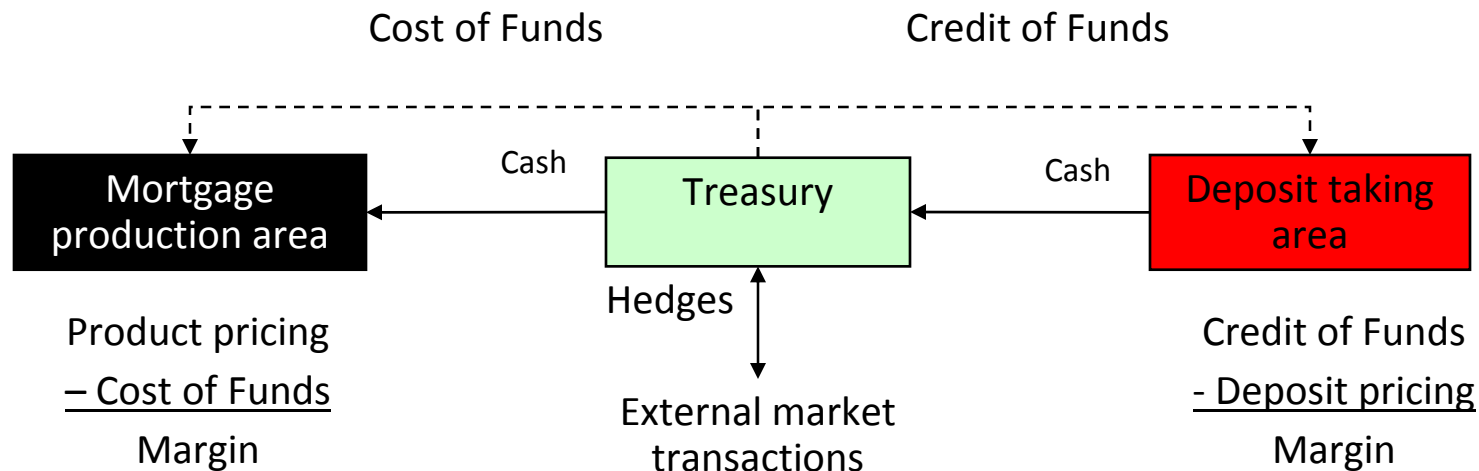 Cost of Funds
Credit of Funds
Mortgage
production area
Cash
Treasury
Cash
Deposit taking
area
Hedges
Product pricing
– Cost of Funds
Margin
External market
transactions
Credit of Funds
- Deposit pricing
Margin